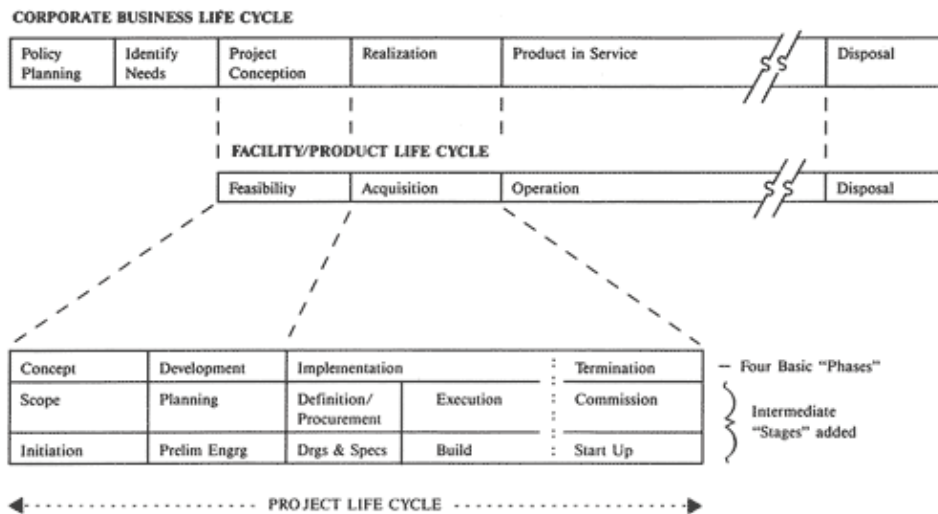 CORPORATE BUSINESS LIFE CYCLE
Policy Planning
Identify Needs
Project Conception
Realization
Product in Service
Disposal
FACILITY/PRODUCT LIFE CYCLE
Feasibility
Acquisition
Operation
Disposal
Concept
Development
Implementation
Termination
— Four Basic “Phases”
Scope
Planning
Definition/
Procurement
Execution
Commission
Intermediate
“Stages” added
Initiation
Prelim Engrg
Drgs & Specs
Build
Start Up
PROJECT LIFE CYCLE